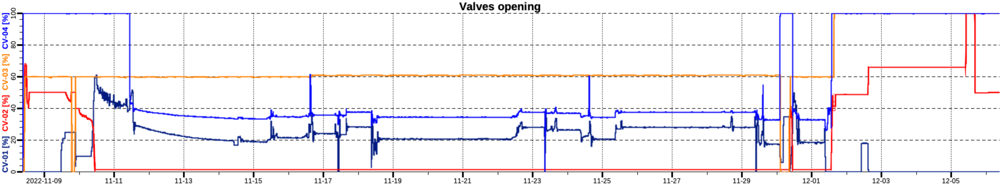 Valves opening
CV-04 [%]
CV-03 [%]
CV-02 [%]
CV-01 [%]
100
80
60
40
20
0
2022-11-09 11-11 11-13 11-15 11-17 11-19 11-21 11-23 11-25 11-27 11-29 12-01 12-03 12-05